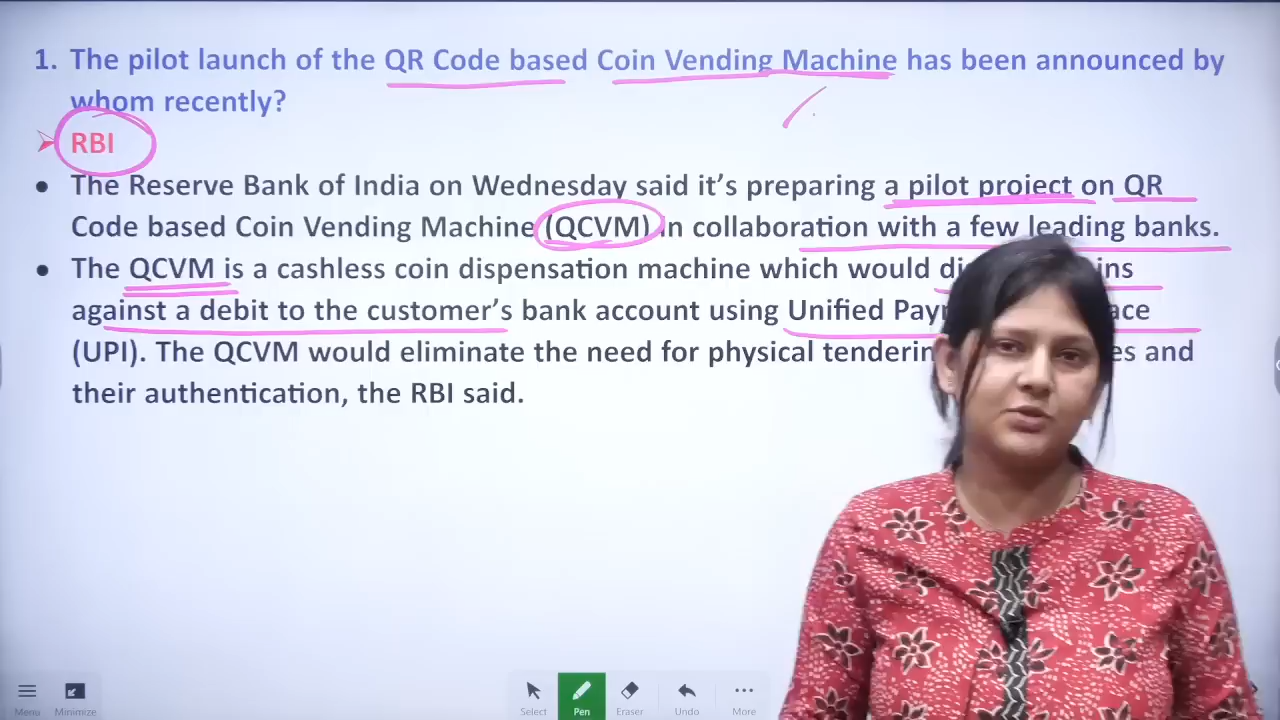 1. The pilot launch of the QR Code based Coin Vending Machine has been announced by
whom recently?
RBI
The Reserve Bank of India on Wednesday said it's preparing a pilot project on QR
Code based Coin Vending Machine (QCVM) in collaboration with a few leading banks.
The QCVM is a cashless coin dispensation machine which would
against a debit to the customer's bank account using Unified
(UPI). The QCVM would eliminate the need for physical and
their authentication, the RBI said.
Menu Minimize Select Pen Eraser Undo More